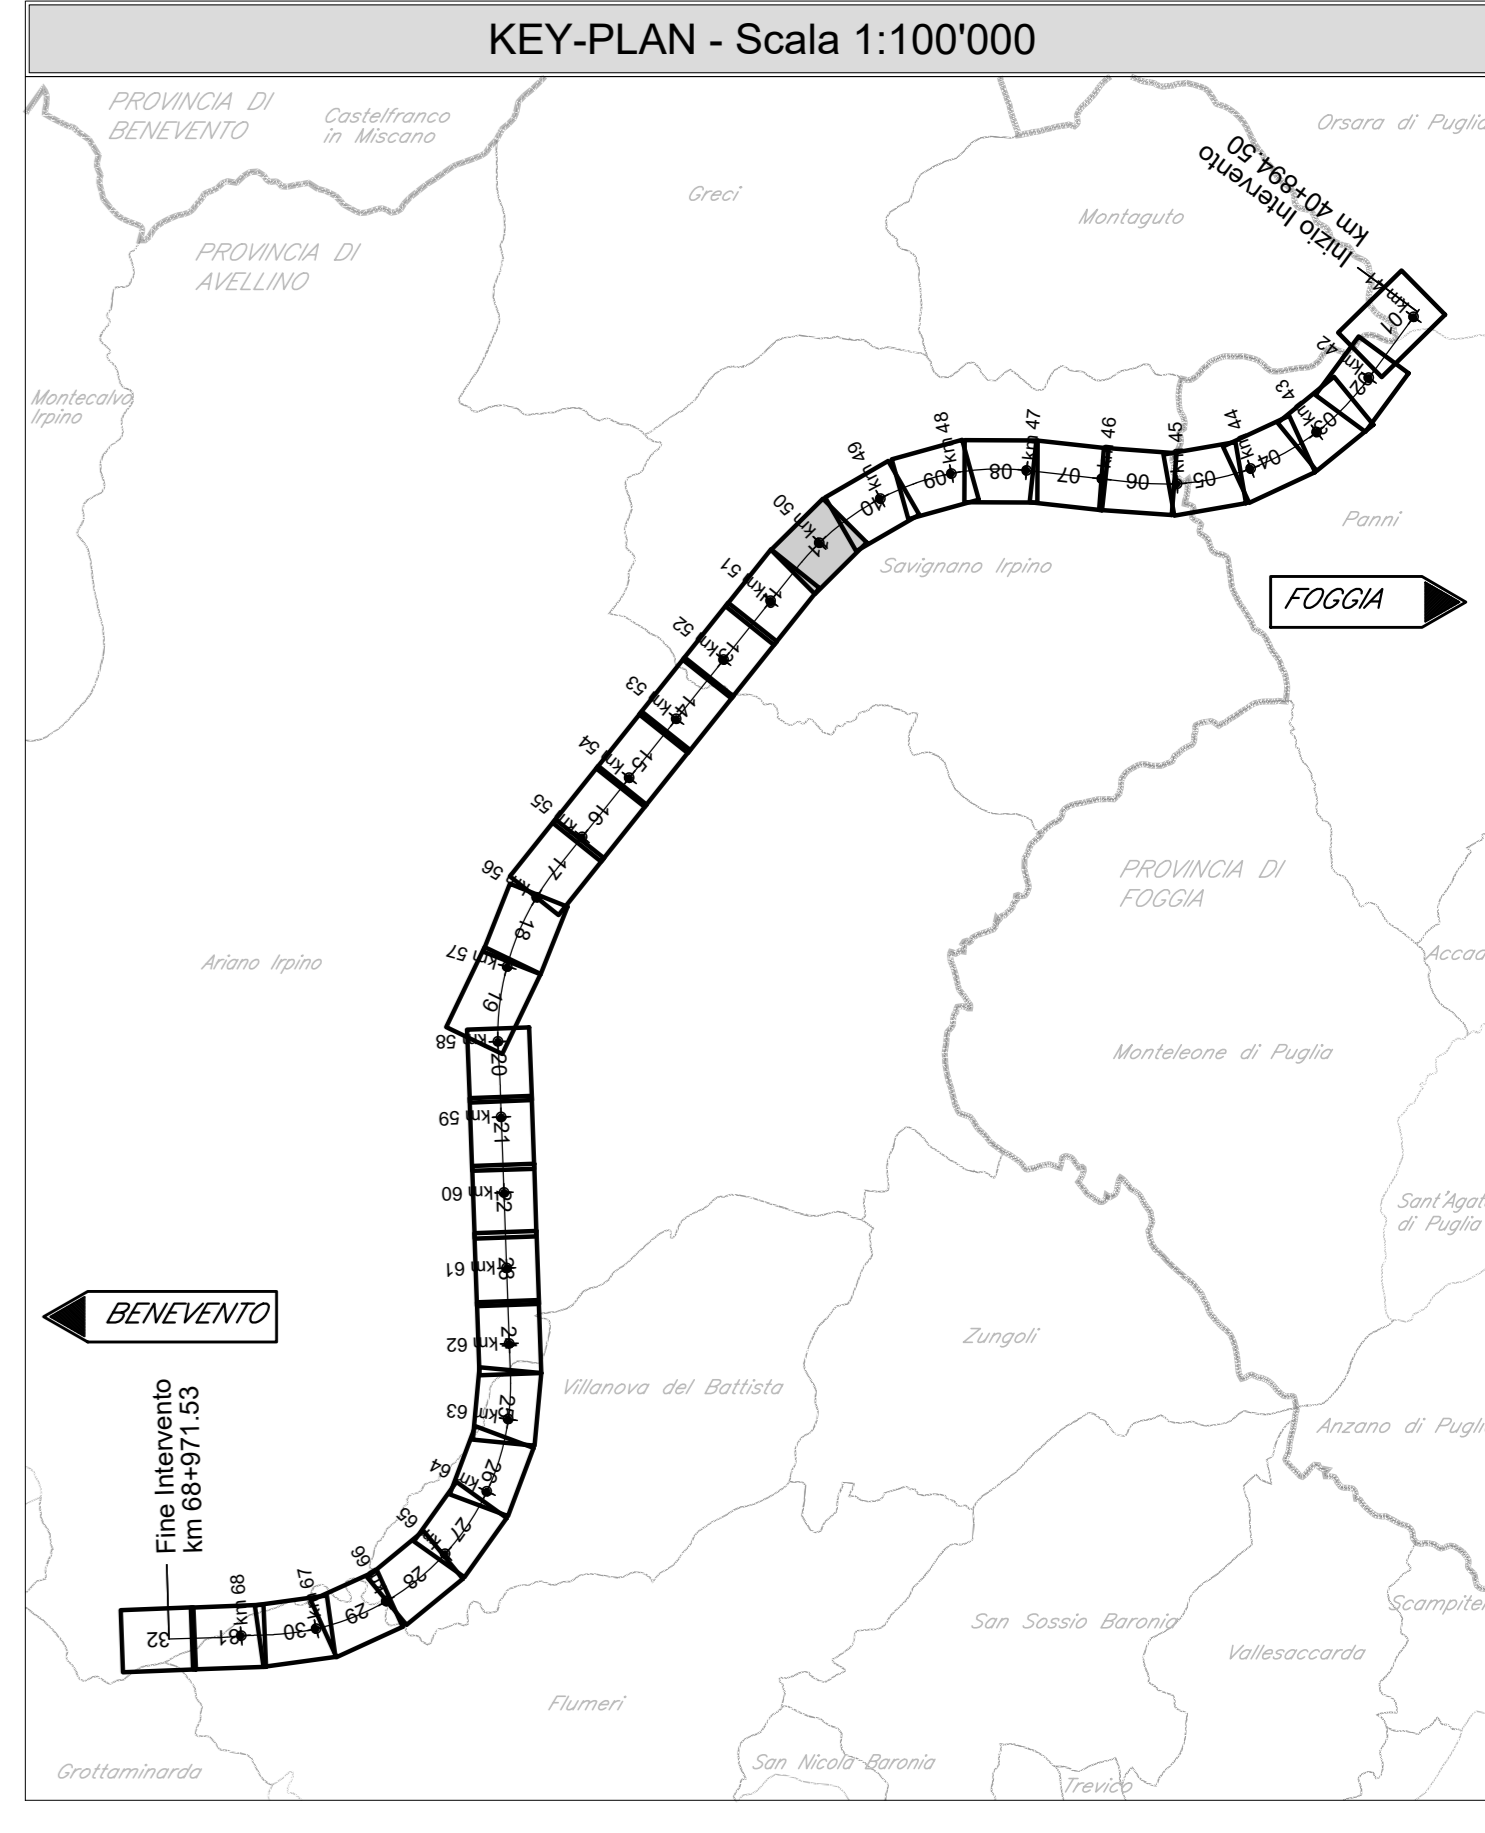 KEY-PLAN - Scala 1:100'000
PROVINCIA DI
BENEVENTO
Castelfranco
in Miscano
Orsara di Puglia
Greci
Montaguto
Inizio Intervento
km 40+894.50
PROVINCIA DI
AVELLINO
Montecalvo
Irpino
km 41
01
km 42
02
km 43
03
km 44
04
km 45
05
km 46
06
km 47
07
km 48
08
km 49
09
10
km 50
11
Panni
Savignano Irpino
FOGGIA
km 51
12
km 52
13
km 53
14
km 54
15
km 55
16
km 56
17
18
PROVINCIA DI
FOGGIA
Ariano Irpino
km 57
19
km 58
20
Monteleone di Puglia
km 59
21
km 60
22
km 61
23
BENEVENTO
km 62
24
Zungoli
Villanova del Battista
km 63
25
Fine Intervento
km 68+971.53
km 64
26
km 65
27
km 66
28
km 67
29
km 68
30
31
32
San Sossio Baronia
Vallesaccarda
Flumeri
San Nicola Baronia
Trevico
Grottaminarda
di Puglia